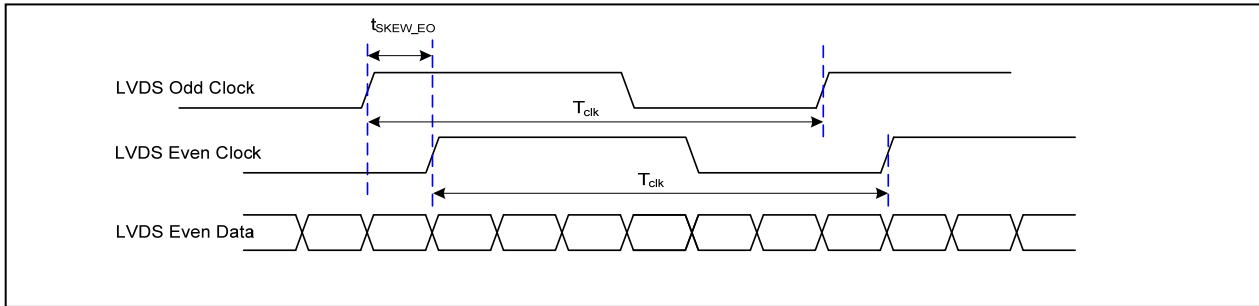 tSKEW_EO
LVDS Odd Clock
Tclk
LVDS Even Clock
Tclk
LVDS Even Data